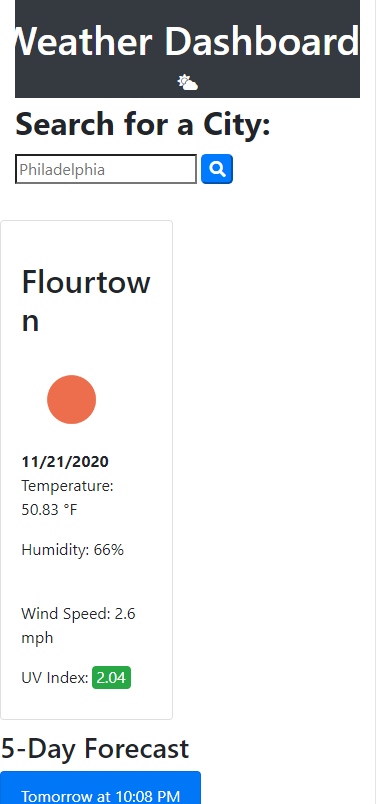 Weather Dashboard
Search for a City:
Philadelphia
Flourtow
n
11/21/2020
Temperature:
50.83 °F
Humidity: 66%
Wind Speed: 2.6
mph
UV Index: 2.04
5-Day Forecast
Tomorrow at 10:08 PM